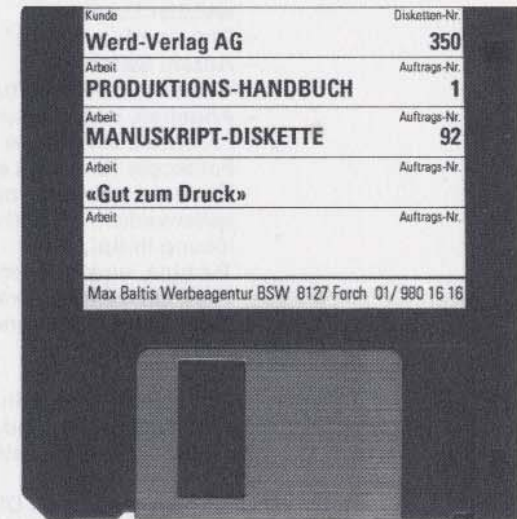 Kunde Disketten-Nr.
Werd-Verlag AG 350
Arbeit Auftrags-Nr.
PRODUKTIONS-HANDBUCH 1
Arbeit Auftrags-Nr.
MANUSKRIPT-DISKETTE 92
Arbeit Auftrags-Nr.
«Gut zum Druck»
Arbeit Auftrags-Nr.
Max Baltis Werbeagentur BSW 8127 Forch 01/980 16 16